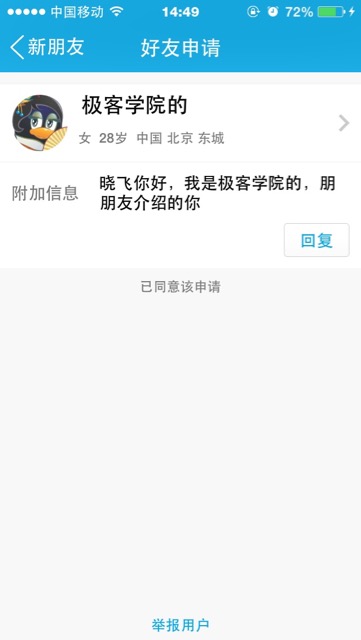 中国移动 14:49 72%
新朋友 好友申请
极客学院的
女 28岁 中国 北京 东城
附加信息 晓飞你好，我是极客学院的，朋
朋友介绍的你
回复
已同意该申请
举报用户